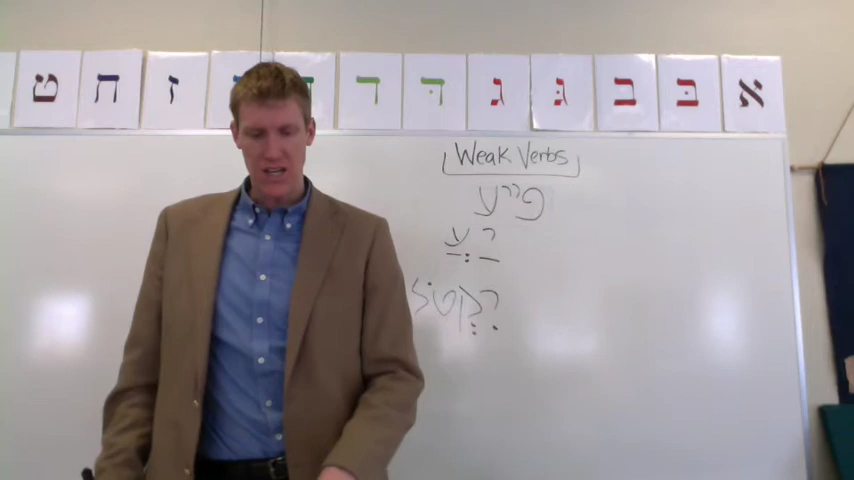 א בּ ב גּ ג דּ ד ז ח ט
Weak Verbs
פ״ע
יַ עֲ
יִקְטֹל